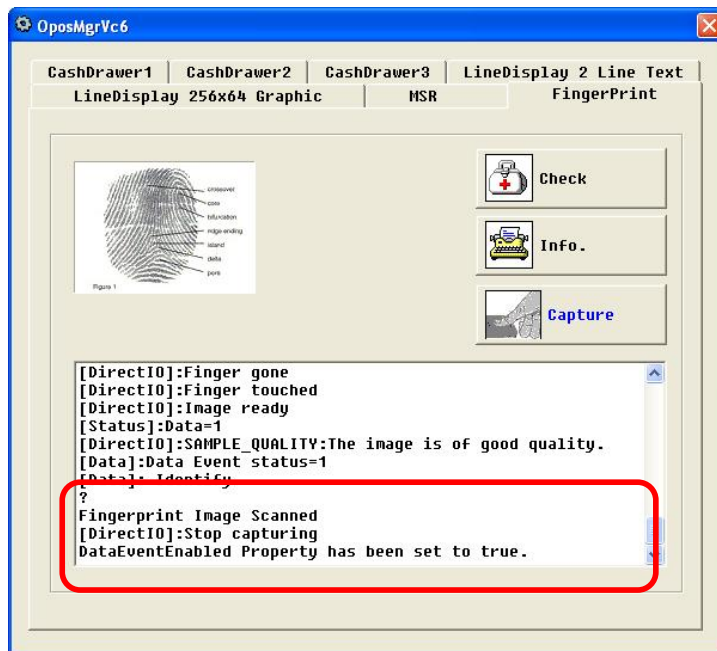 OposMgrVc6
CashDrawer1 CashDrawer2 CashDrawer3 LineDisplay 2 Line Text
LineDisplay 256x64 Graphic MSR FingerPrint
crossover
core
bifurcation
ridge ending
island
delta
pore
Figure 1
Check
Info.
Capture
[DirectIO]:Finger gone
[DirectIO]:Finger touched
[DirectIO]:Image ready
[Status]:Data=1
[DirectIO]:SAMPLE_QUALITY:The image is of good quality.
[Data]:Data Event status=1
[Data]: Identify
?
Fingerprint Image Scanned
[DirectIO]:Stop capturing
DataEventEnabled Property has been set to true.